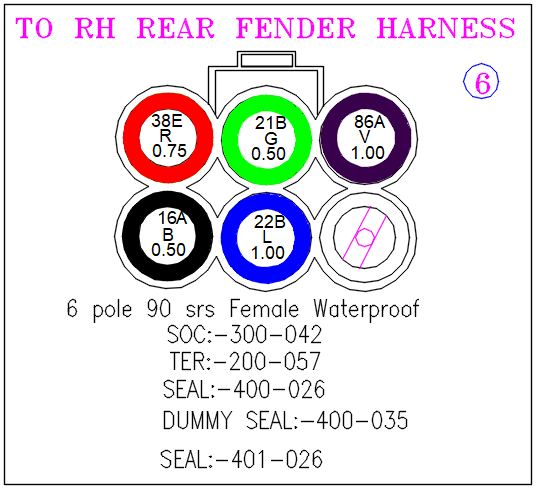 TO RH REAR FENDER HARNESS
6
38E
R
0.75
21B
G
0.50
86A
V
1.00
16A
B
0.50
22B
L
1.00
6 pole 90 srs Female Waterproof
SOC:-300-042
TER:-200-057
SEAL:-400-026
DUMMY SEAL:-400-035
SEAL:-401-026